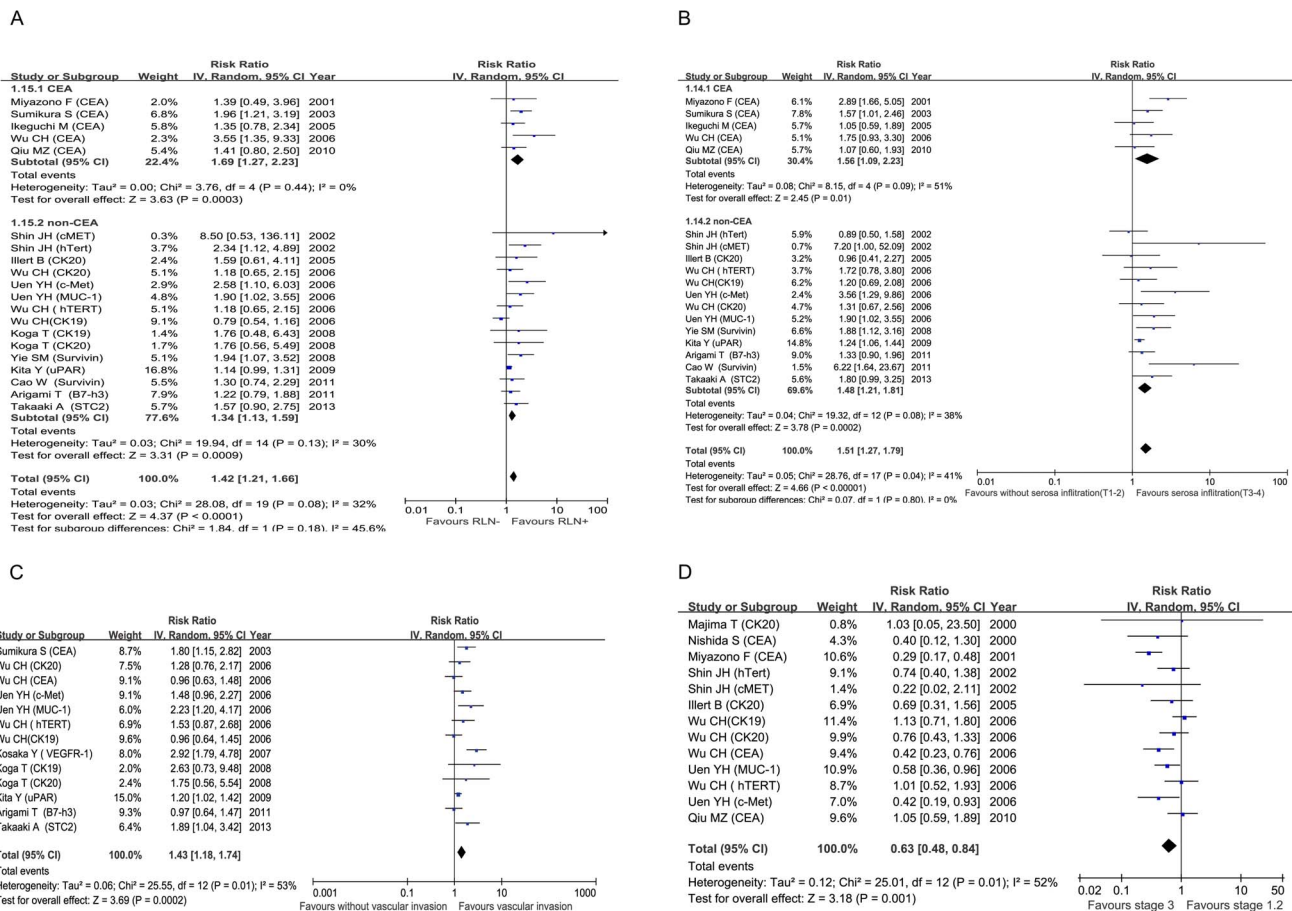 A
Risk Ratio Risk Ratio
Study or Subgroup Weight IV, Random, 95% CI Year IV, Random, 95% CI
1.15.1 CEA
Miyazono F (CEA) 2.0% 1.39 [0.49, 3.96] 2001
Sumikura S (CEA) 6.8% 1.96 [1.21, 3.19] 2003
Ikeguchi M (CEA) 5.8% 1.35 [0.78, 2.34] 2005
Wu CH (CEA) 2.3% 3.55 [1.35, 9.33] 2006
Qiu MZ (CEA) 5.4% 1.41 [0.80, 2.50] 2010
Subtotal (95% CI) 22.4% 1.69 [1.27, 2.23]
Total events
Heterogeneity: Tau² = 0.00; Chi² = 3.76, df = 4 (P = 0.44); I² = 0%
Test for overall effect: Z = 3.63 (P = 0.0003)
1.15.2 non-CEA
Shin JH (cMET) 0.3% 8.50 [0.53, 136.11] 2002
Shin JH (hTert) 3.7% 2.34 [1.12, 4.89] 2002
Illert B (CK20) 2.4% 1.59 [0.61, 4.11] 2005
Wu CH (CK20) 5.1% 1.18 [0.65, 2.15] 2006
Uen YH (c-Met) 2.9% 2.58 [1.10, 6.03] 2006
Uen YH (MUC-1) 4.8% 1.90 [1.02, 3.55] 2006
Wu CH ( hTERT) 5.1% 1.18 [0.65, 2.15] 2006
Wu CH(CK19) 9.1% 0.79 [0.54, 1.16] 2006
Koga T (CK19) 1.4% 1.76 [0.48, 6.43] 2008
Koga T (CK20) 1.7% 1.76 [0.56, 5.49] 2008
Yie SM (Survivin) 5.1% 1.94 [1.07, 3.52] 2008
Kita Y (uPAR) 16.8% 1.14 [0.99, 1.31] 2009
Cao W (Survivin) 5.5% 1.30 [0.74, 2.29] 2011
Arigami T (B7-h3) 7.9% 1.22 [0.79, 1.88] 2011
Takaaki A (STC2) 5.7% 1.57 [0.90, 2.75] 2013
Subtotal (95% CI) 77.6% 1.34 [1.13, 1.59]
Total events
Heterogeneity: Tau² = 0.03; Chi² = 19.94, df = 14 (P = 0.13); I² = 30%
Test for overall effect: Z = 3.31 (P = 0.0009)
Total (95% CI) 100.0% 1.42 [1.21, 1.66]
Total events
Heterogeneity: Tau² = 0.03; Chi² = 28.08, df = 19 (P = 0.08); I² = 32%
Test for overall effect: Z = 4.37 (P < 0.0001)
Test for subgroup differences: Chi² = 1.84, df = 1 (P = 0.18), I² = 45.6%
0.01 0.1 1 10 100
Favours RLN- Favours RLN+
B
Risk Ratio Risk Ratio
Study or Subgroup Weight IV, Random, 95% CI Year IV, Random, 95% CI
1.14.1 CEA
Miyazono F (CEA) 6.1% 2.89 [1.66, 5.05] 2001
Sumikura S (CEA) 7.8% 1.57 [1.01, 2.46] 2003
Ikeguchi M (CEA) 5.7% 1.05 [0.59, 1.89] 2005
Wu CH (CEA) 5.1% 1.75 [0.93, 3.30] 2006
Qiu MZ (CEA) 5.7% 1.07 [0.60, 1.93] 2010
Subtotal (95% CI) 30.4% 1.56 [1.09, 2.23]
Total events
Heterogeneity: Tau² = 0.08; Chi² = 8.15, df = 4 (P = 0.09); I² = 51%
Test for overall effect: Z = 2.45 (P = 0.01)
1.14.2 non-CEA
Shin JH (hTert) 5.9% 0.89 [0.50, 1.58] 2002
Shin JH (cMET) 0.7% 7.20 [1.00, 52.09] 2002
Illert B (CK20) 3.2% 0.96 [0.41, 2.27] 2005
Wu CH ( hTERT) 3.7% 1.72 [0.78, 3.80] 2006
Wu CH(CK19) 6.2% 1.20 [0.69, 2.08] 2006
Uen YH (c-Met) 2.4% 3.56 [1.29, 9.86] 2006
Wu CH (CK20) 4.7% 1.31 [0.67, 2.56] 2006
Uen YH (MUC-1) 5.2% 1.90 [1.02, 3.55] 2006
Yie SM (Survivin) 6.6% 1.88 [1.12, 3.16] 2008
Kita Y (uPAR) 14.8% 1.24 [1.06, 1.44] 2009
Arigami T (B7-h3) 9.0% 1.33 [0.90, 1.96] 2011
Cao W (Survivin) 1.5% 6.22 [1.64, 23.67] 2011
Takaaki A (STC2) 5.6% 1.80 [0.99, 3.25] 2013
Subtotal (95% CI) 69.6% 1.48 [1.21, 1.81]
Total events
Heterogeneity: Tau² = 0.04; Chi² = 19.32, df = 12 (P = 0.08); I² = 38%
Test for overall effect: Z = 3.78 (P = 0.0002)
Total (95% CI) 100.0% 1.51 [1.27, 1.79]
Total events
Heterogeneity: Tau² = 0.05; Chi² = 28.76, df = 17 (P = 0.04); I² = 41%
Test for overall effect: Z = 4.66 (P < 0.00001)
Test for subgroup differences: Chi² = 0.07, df = 1 (P = 0.80), I² = 0%
0.01 0.1 1 10 100
Favours without serosa infiltration(T1-2) Favours serosa infiltration(T3-4)
C
Risk Ratio Risk Ratio
Study or Subgroup Weight IV, Random, 95% CI Year IV, Random, 95% CI
Sumikura S (CEA) 8.7% 1.80 [1.15, 2.82] 2003
Wu CH (CK20) 7.5% 1.28 [0.76, 2.17] 2006
Wu CH (CEA) 9.1% 0.96 [0.63, 1.48] 2006
Uen YH (c-Met) 9.1% 1.48 [0.96, 2.27] 2006
Uen YH (MUC-1) 6.1% 2.23 [1.20, 4.17] 2006
Wu CH ( hTERT) 6.9% 1.53 [0.87, 2.68] 2006
Wu CH(CK19) 9.6% 0.96 [0.64, 1.45] 2006
Kosaka Y ( VEGFR-1) 8.0% 2.92 [1.79, 4.78] 2007
Koga T (CK19) 2.0% 2.63 [0.73, 9.48] 2008
Koga T (CK20) 2.4% 1.75 [0.56, 5.54] 2008
Kita Y (uPAR) 15.0% 1.20 [1.02, 1.42] 2009
Arigami T (B7-h3) 9.3% 0.97 [0.64, 1.47] 2011
Takaaki A (STC2) 6.4% 1.89 [1.04, 3.42] 2013
Total (95% CI) 100.0% 1.43 [1.18, 1.74]
Total events
Heterogeneity: Tau² = 0.06; Chi² = 25.55, df = 12 (P = 0.01); I² = 53%
Test for overall effect: Z = 3.69 (P = 0.0002)
0.001 0.1 1 10 1000
Favours without vascular invasion Favours vascular invasion
D
Risk Ratio Risk Ratio
Study or Subgroup Weight IV, Random, 95% CI Year IV, Random, 95% CI
Majima T (CK20) 0.8% 1.03 [0.05, 23.50] 2000
Nishida S (CEA) 4.3% 0.40 [0.12, 1.30] 2000
Miyazono F (CEA) 10.6% 0.29 [0.17, 0.48] 2001
Shin JH (hTert) 9.1% 0.74 [0.40, 1.38] 2002
Shin JH (cMET) 1.4% 0.22 [0.02, 2.11] 2002
Illert B (CK20) 6.9% 0.69 [0.31, 1.56] 2005
Wu CH(CK19) 11.4% 1.13 [0.71, 1.80] 2006
Wu CH (CK20) 9.9% 0.76 [0.43, 1.33] 2006
Wu CH (CEA) 9.4% 0.42 [0.23, 0.76] 2006
Uen YH (MUC-1) 10.9% 0.58 [0.36, 0.96] 2006
Wu CH ( hTERT) 8.7% 1.01 [0.52, 1.93] 2006
Uen YH (c-Met) 7.0% 0.42 [0.19, 0.93] 2006
Qiu MZ (CEA) 9.6% 1.05 [0.59, 1.89] 2010
Total (95% CI) 100.0% 0.63 [0.48, 0.84]
Total events
Heterogeneity: Tau² = 0.12; Chi² = 25.01, df = 12 (P = 0.01); I² = 52%
Test for overall effect: Z = 3.18 (P = 0.001)
0.02 0.1 1 10 50
Favours stage 3 Favours stage 1.2